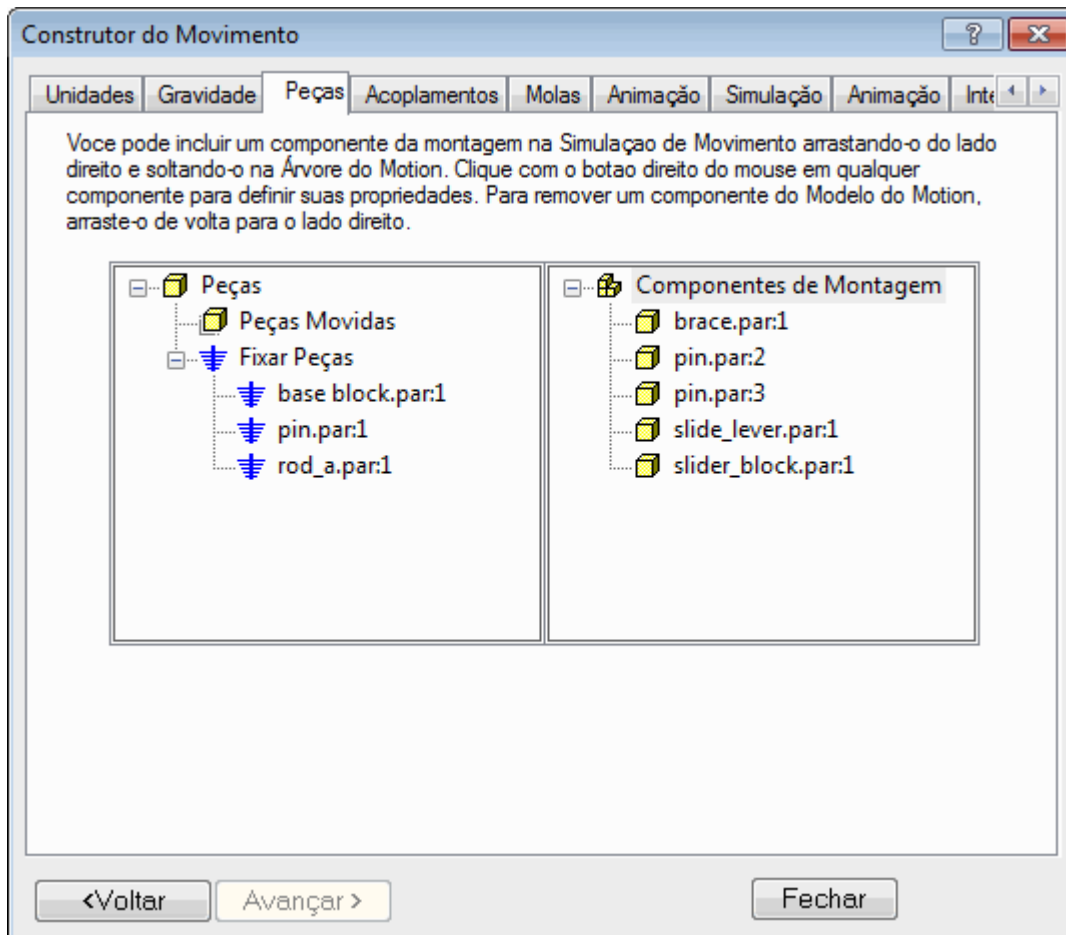 Construtor do Movimento
Unidades Gravidade Peças Acoplamentos Molas Animação Simulação Animação
Voce pode incluir um componente da montagem na Simulaçao de Movimento arrastando-o do lado
direito e soltando-o na Árvore do Motion. Clique com o botao direito do mouse em qualquer
componente para definir suas propriedades. Para remover um componente do Modelo do Motion,
arraste-o de volta para o lado direito.
Peças
Peças Movidas
Fixar Peças
base block.par:1
pin.par:1
rod_a.par:1
Componentes de Montagem
brace.par:1
pin.par:2
pin.par:3
slide_lever.par:1
slider_block.par:1
<Voltar Avançar > Fechar